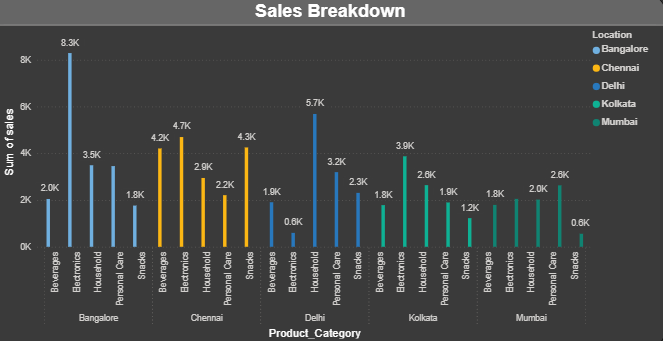 Sales Breakdown
Location
Bangalore
Chennai
Delhi
Kolkata
Mumbai
Sum of sales
8K
6K
4K
2K
0K
2.0K
8.3K
3.5K
1.8K
4.2K
4.7K
2.9K
2.2K
4.3K
1.9K
0.6K
5.7K
3.2K
2.3K
1.8K
3.9K
2.6K
1.9K
1.2K
1.8K
2.0K
2.6K
0.6K
Beverages
Electronics
Household
Personal Care
Snacks
Beverages
Electronics
Household
Personal Care
Snacks
Beverages
Electronics
Household
Personal Care
Snacks
Beverages
Electronics
Household
Personal Care
Snacks
Beverages
Electronics
Household
Personal Care
Snacks
Bangalore
Chennai
Delhi
Kolkata
Mumbai
Product_Category